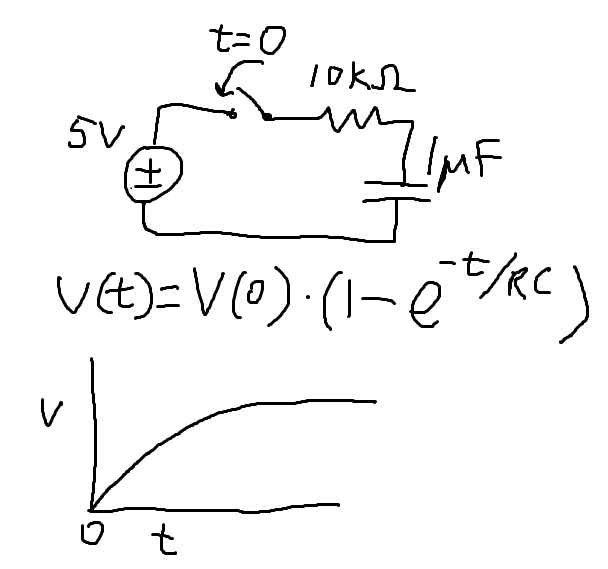 t=0
10kΩ
5V
±
1μF
V(t)=V(0)·(1-e^-t/RC)
V
0 t